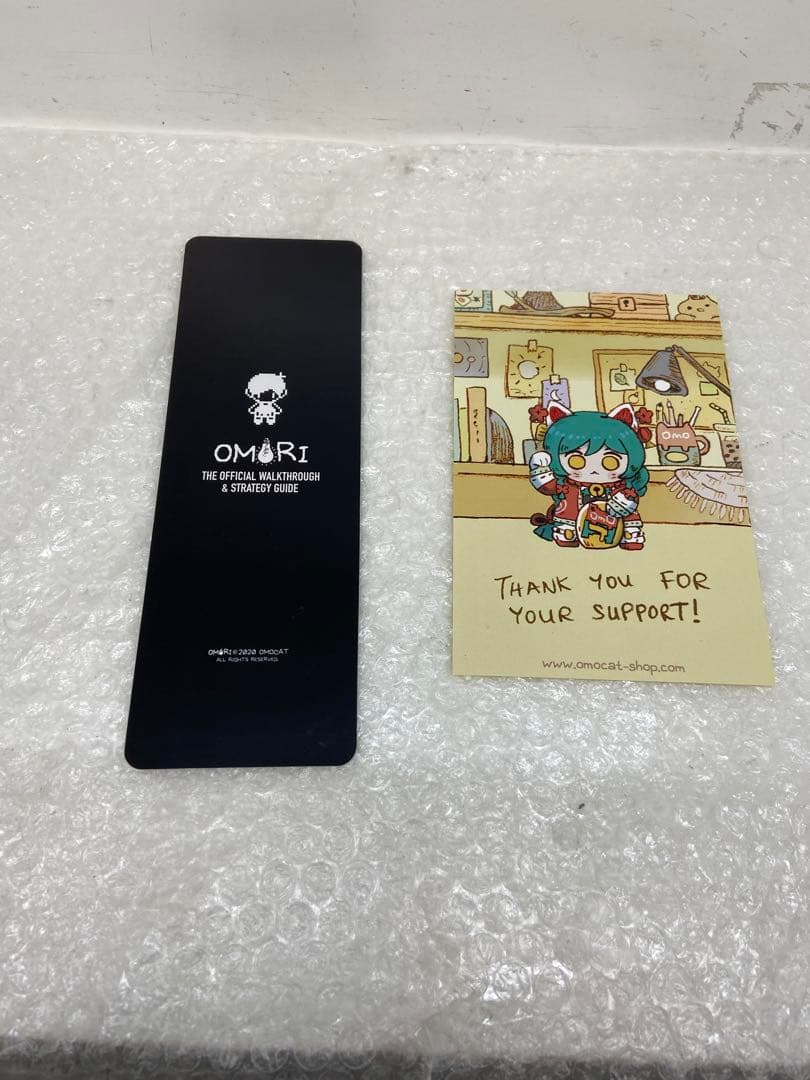 OMORI
THE OFFICIAL WALKTHROUGH
& STRATEGY GUIDE
OMORI©2020 OMOCAT
ALL RIGHTS RESERVED.
OMO
OMO
THANK YOU FOR
YOUR SUPPORT!
www.omocat-shop.com